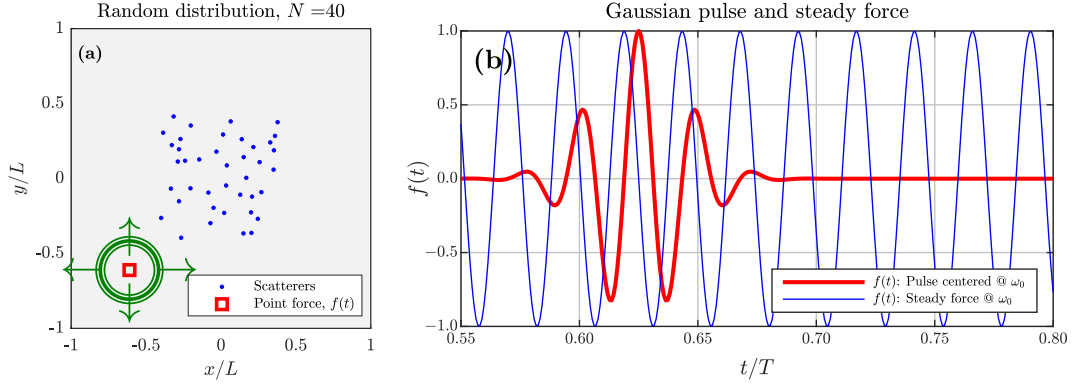 Random distribution, N =40
(a)
1
0.5
0
-0.5
-1
y/L
-1
-0.5
0
0.5
1
x/L
Scatterers
Point force, f(t)
Gaussian pulse and steady force
(b)
1.0
0.5
0.0
-0.5
-1.0
f(t)
0.55
0.60
0.65
0.70
0.75
0.80
t/T
f(t): Pulse centered @ ω₀
f(t): Steady force @ ω₀